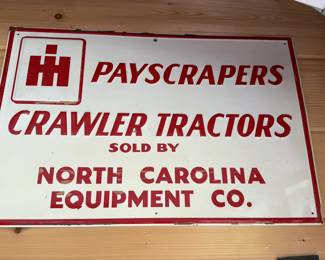 IH
PAYSCRAPERS
CRAWLER TRACTORS
SOLD BY
NORTH CAROLINA
EQUIPMENT CO.